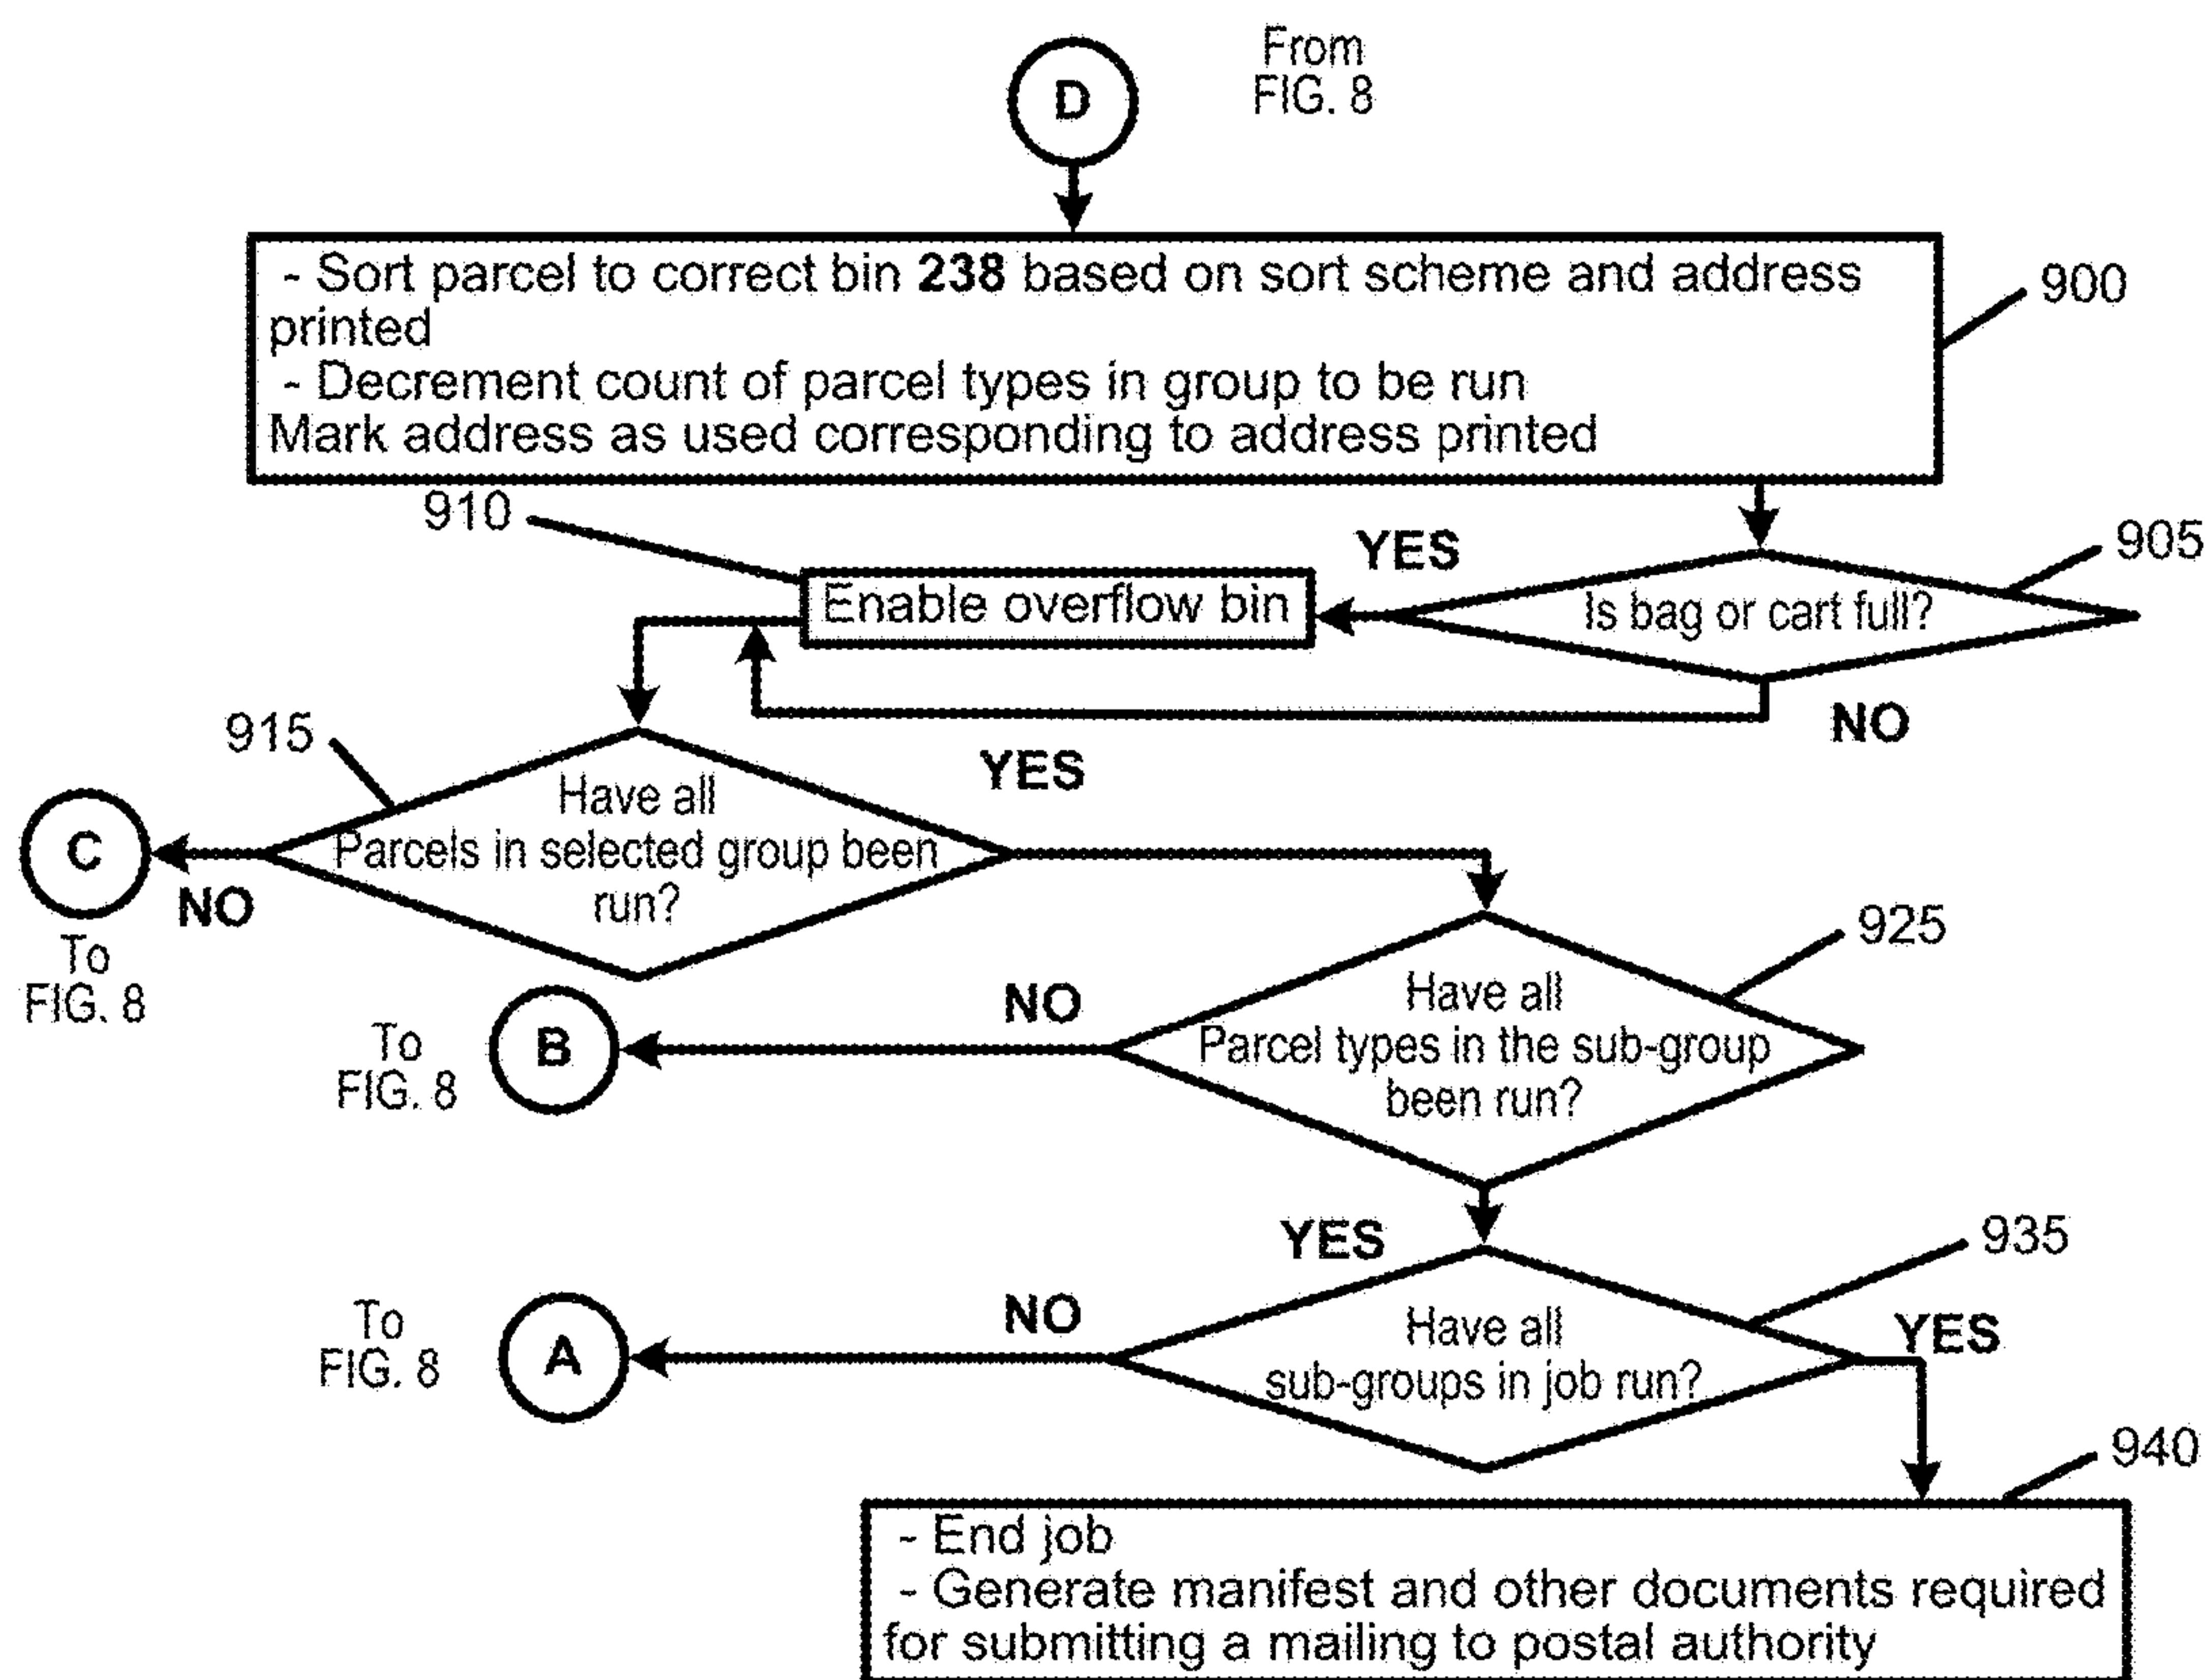 From
FIG. 8
D
- Sort parcel to correct bin 238 based on sort scheme and address
printed
- Decrement count of parcel types in group to be run
Mark address as used corresponding to address printed
900
910
YES
905
Enable overflow bin
Is bag or cart full?
NO
915
YES
Have all
Parcels in selected group been
run?
C
NO
To
FIG. 8
925
NO
Have all
Parcel types in the sub-group
been run?
B
To
FIG. 8
YES
935
NO
Have all
sub-groups in job run?
YES
A
To
FIG. 8
940
- End job
- Generate manifest and other documents required
for submitting a mailing to postal authority